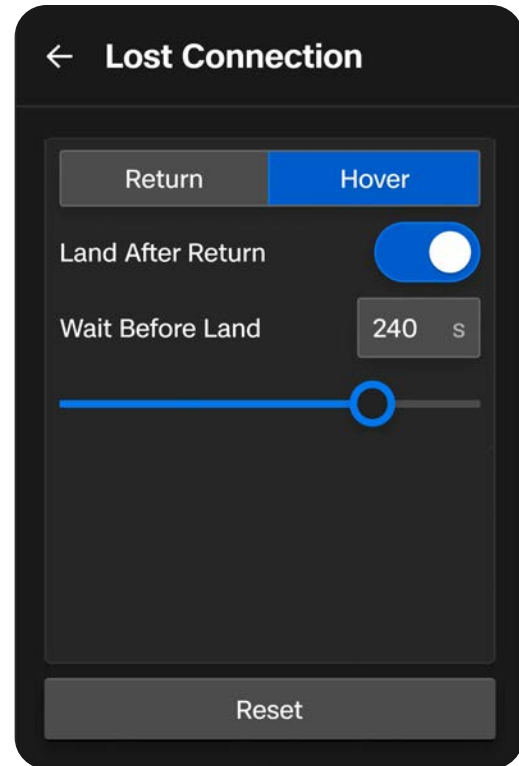 Lost Connection
Return Hover
Land After Return
Wait Before Land 240 s
Reset